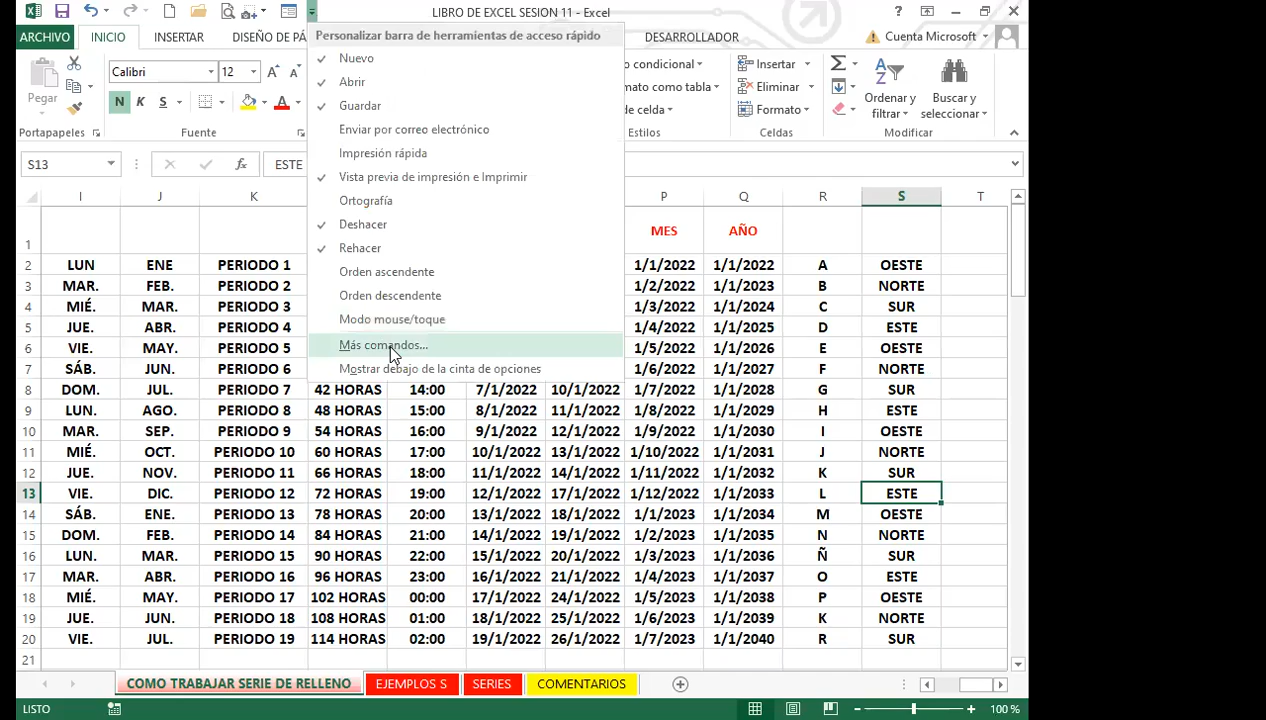 LIBRO DE EXCEL SESION 11 - Excel
ARCHIVO INICIO INSERTAR DISEÑO DE PÁ DESARROLLADOR Cuenta Microsoft
Personalizar barra de herramientas de acceso rápido
Nuevo
Abrir
Guardar
Enviar por correo electrónico
Impresión rápida
Vista previa de impresión e Imprimir
Ortografía
Deshacer
Rehacer
Orden ascendente
Orden descendente
Modo mouse/toque
Más comandos...
Mostrar debajo de la cinta de opciones
Pegar
Portapapeles
Calibri 12
N K S
Fuente
condicional
mato como tabla
de celda
Estilos
Insertar
Eliminar
Formato
Celdas
Ordenar y
filtrar
Buscar y
seleccionar
Modificar
S13 fx ESTE
I J K P Q R S T
1 MES AÑO
2 LUN ENE PERIODO 1 1/1/2022 1/1/2022 A OESTE
3 MAR. FEB. PERIODO 2 1/2/2022 1/1/2023 B NORTE
4 MIÉ. MAR. PERIODO 3 1/3/2022 1/1/2024 C SUR
5 JUE. ABR. PERIODO 4 1/4/2022 1/1/2025 D ESTE
6 VIE. MAY. PERIODO 5 1/5/2022 1/1/2026 E OESTE
7 SÁB. JUN. PERIODO 6 1/6/2022 1/1/2027 F NORTE
8 DOM. JUL. PERIODO 7 42 HORAS 14:00 7/1/2022 10/1/2022 1/7/2022 1/1/2028 G SUR
9 LUN. AGO. PERIODO 8 48 HORAS 15:00 8/1/2022 11/1/2022 1/8/2022 1/1/2029 H ESTE
10 MAR. SEP. PERIODO 9 54 HORAS 16:00 9/1/2022 12/1/2022 1/9/2022 1/1/2030 I OESTE
11 MIÉ. OCT. PERIODO 10 60 HORAS 17:00 10/1/2022 13/1/2022 1/10/2022 1/1/2031 J NORTE
12 JUE. NOV. PERIODO 11 66 HORAS 18:00 11/1/2022 14/1/2022 1/11/2022 1/1/2032 K SUR
13 VIE. DIC. PERIODO 12 72 HORAS 19:00 12/1/2022 17/1/2022 1/12/2022 1/1/2033 L ESTE
14 SÁB. ENE. PERIODO 13 78 HORAS 20:00 13/1/2022 18/1/2022 1/1/2023 1/1/2034 M OESTE
15 DOM. FEB. PERIODO 14 84 HORAS 21:00 14/1/2022 19/1/2022 1/2/2023 1/1/2035 N NORTE
16 LUN. MAR. PERIODO 15 90 HORAS 22:00 15/1/2022 20/1/2022 1/3/2023 1/1/2036 Ñ SUR
17 MAR. ABR. PERIODO 16 96 HORAS 23:00 16/1/2022 21/1/2022 1/4/2023 1/1/2037 O ESTE
18 MIÉ. MAY. PERIODO 17 102 HORAS 00:00 17/1/2022 24/1/2022 1/5/2023 1/1/2038 P OESTE
19 JUE. JUN. PERIODO 18 108 HORAS 01:00 18/1/2022 25/1/2022 1/6/2023 1/1/2039 K NORTE
20 VIE. JUL. PERIODO 19 114 HORAS 02:00 19/1/2022 26/1/2022 1/7/2023 1/1/2040 R SUR
21
COMO TRABAJAR SERIE DE RELLENO EJEMPLOS S SERIES COMENTARIOS
LISTO 100 %